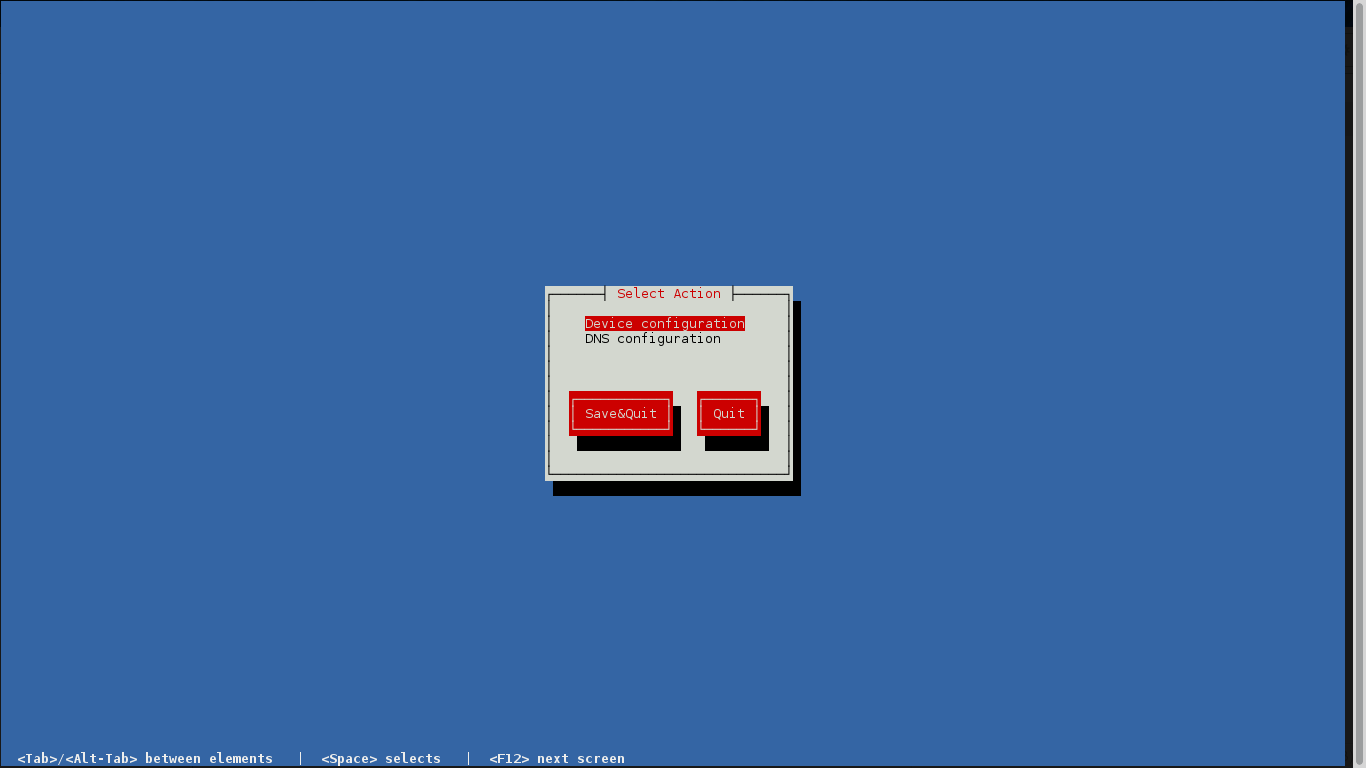 Select Action
Device configuration
DNS configuration
Save&Quit Quit
<Tab>/<Alt-Tab> between elements | <Space> selects | <F12> next screen